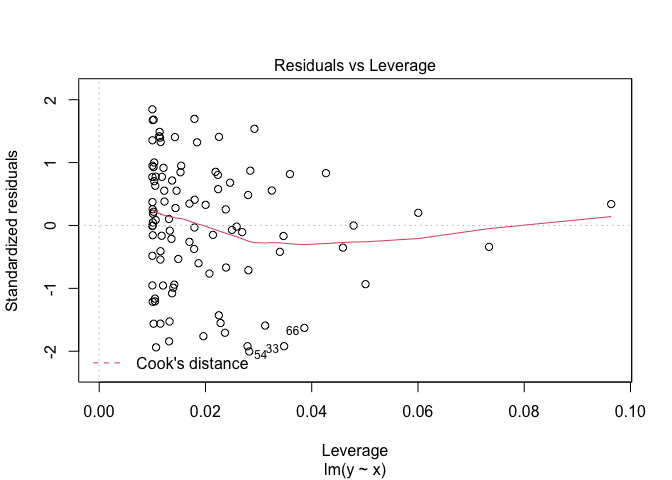 Residuals vs Leverage
Standardized residuals
2
1
0
-1
-2
66
33
54
Cook's distance
0.00 0.02 0.04 0.06 0.08 0.10
Leverage
lm(y ~ x)